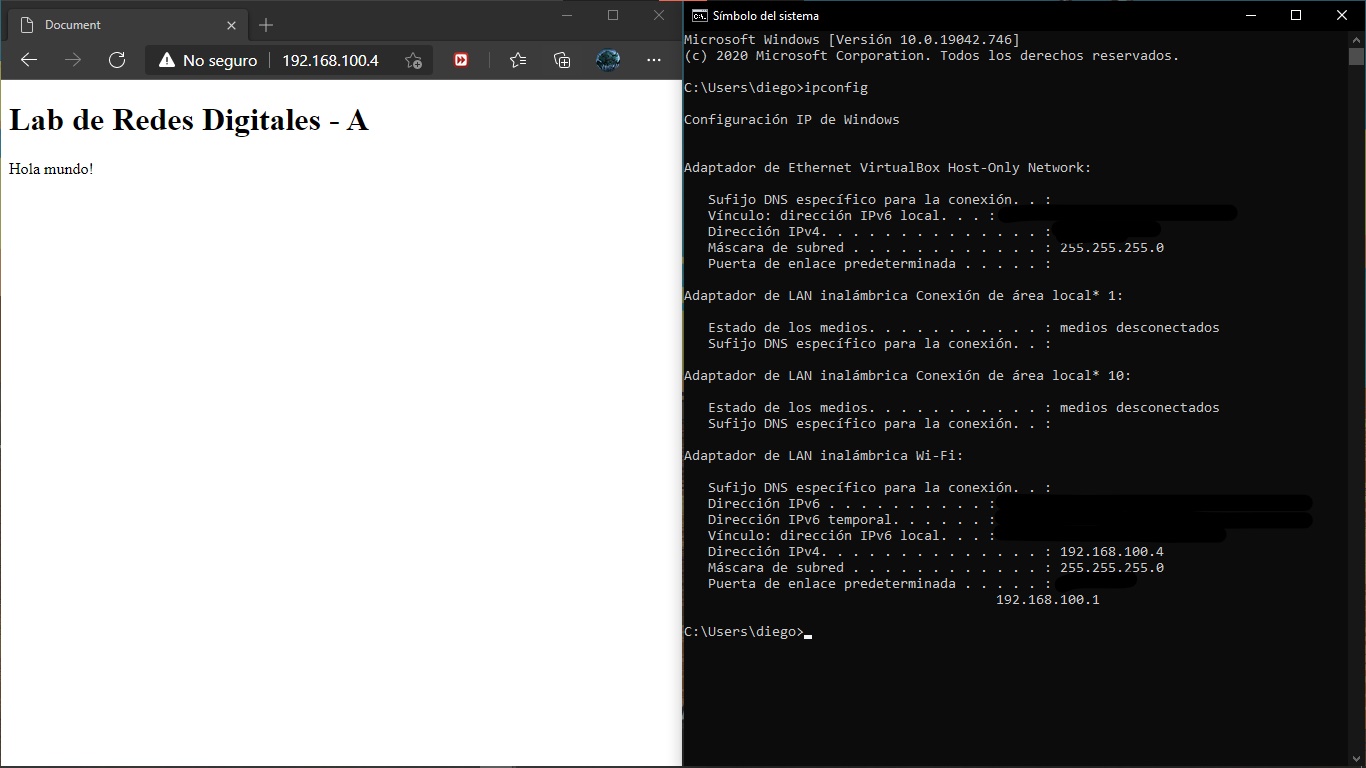 Document
No seguro
192.168.100.4
Lab de Redes Digitales - A
Hola mundo!
Símbolo del sistema
Microsoft Windows [Versión 10.0.19042.746]
(c) 2020 Microsoft Corporation. Todos los derechos reservados.
C:\Users\diego>ipconfig
Configuración IP de Windows
Adaptador de Ethernet VirtualBox Host-Only Network:
Sufijo DNS específico para la conexión. . :
Vínculo: dirección IPv6 local. . . :
Dirección IPv4. . . . . . . . . . . . . . :
Máscara de subred . . . . . . . . . . . . : 255.255.255.0
Puerta de enlace predeterminada . . . . . :
Adaptador de LAN inalámbrica Conexión de área local* 1:
Estado de los medios. . . . . . . . . . . : medios desconectados
Sufijo DNS específico para la conexión. . :
Adaptador de LAN inalámbrica Conexión de área local* 10:
Estado de los medios. . . . . . . . . . . : medios desconectados
Sufijo DNS específico para la conexión. . :
Adaptador de LAN inalámbrica Wi-Fi:
Sufijo DNS específico para la conexión. . :
Dirección IPv6 . . . . . . . . . . :
Dirección IPv6 temporal. . . . . . :
Vínculo: dirección IPv6 local. . . :
Dirección IPv4. . . . . . . . . . . . . . : 192.168.100.4
Máscara de subred . . . . . . . . . . . . : 255.255.255.0
Puerta de enlace predeterminada . . . . . :
192.168.100.1
C:\Users\diego>